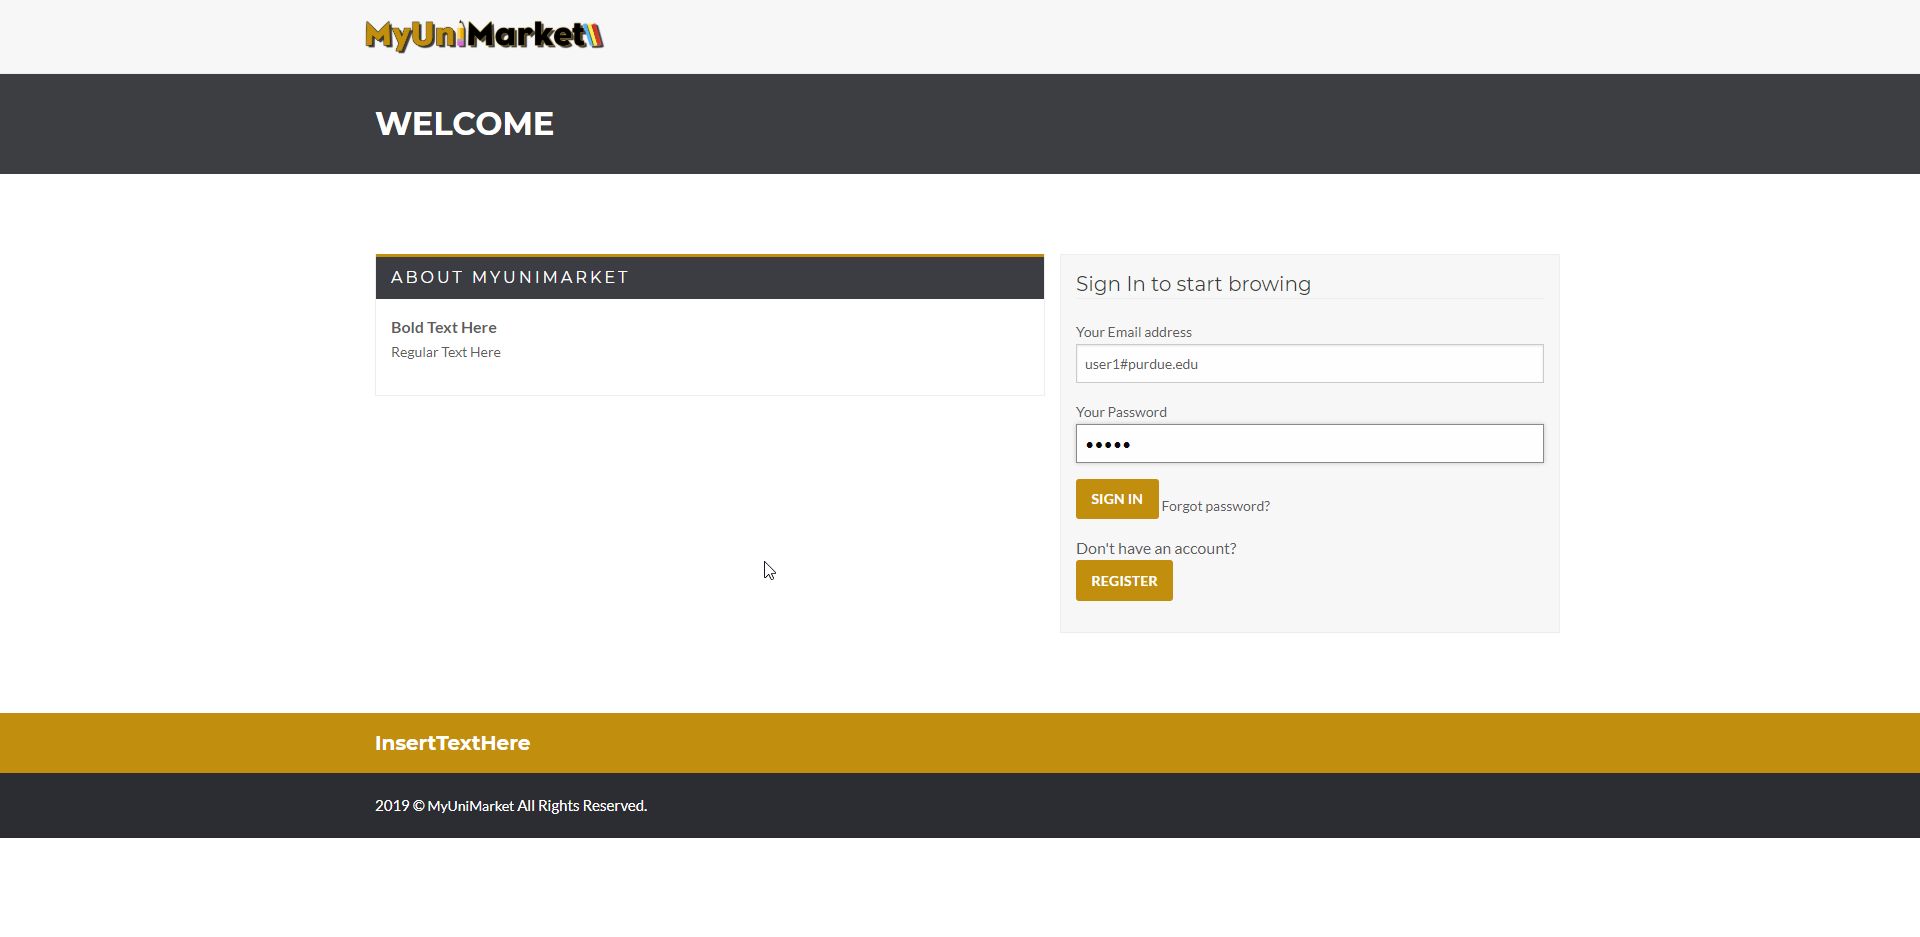 MyUniMarket
WELCOME
ABOUT MYUNIMARKET
Bold Text Here
Regular Text Here
Sign In to start browing
Your Email address
user1#purdue.edu
Your Password
•••••
SIGN IN Forgot password?
Don't have an account?
REGISTER
InsertTextHere
2019 © MyUniMarket All Rights Reserved.